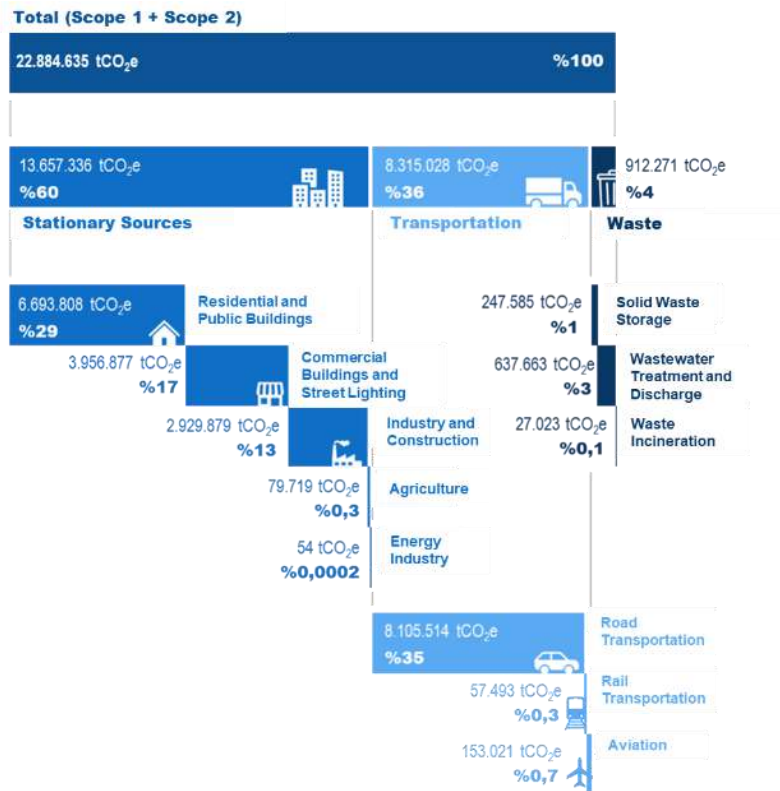 Total (Scope 1 + Scope 2)
22.884.635 tCO₂e %100
13.657.336 tCO₂e
%60
8.315.028 tCO₂e
%36
912.271 tCO₂e
%4
Stationary Sources
Transportation
Waste
6.693.808 tCO₂e
%29
Residential and
Public Buildings
247.585 tCO₂e
%1
Solid Waste
Storage
3.956.877 tCO₂e
%17
Commercial
Buildings and
Street Lighting
637.663 tCO₂e
%3
Wastewater
Treatment and
Discharge
2.929.879 tCO₂e
%13
Industry and
Construction
27.023 tCO₂e
%0,1
Waste
Incineration
79.719 tCO₂e
%0,3
Agriculture
54 tCO₂e
%0,0002
Energy
Industry
8.105.514 tCO₂e
%35
Road
Transportation
57.493 tCO₂e
%0,3
Rail
Transportation
153.021 tCO₂e
%0,7
Aviation